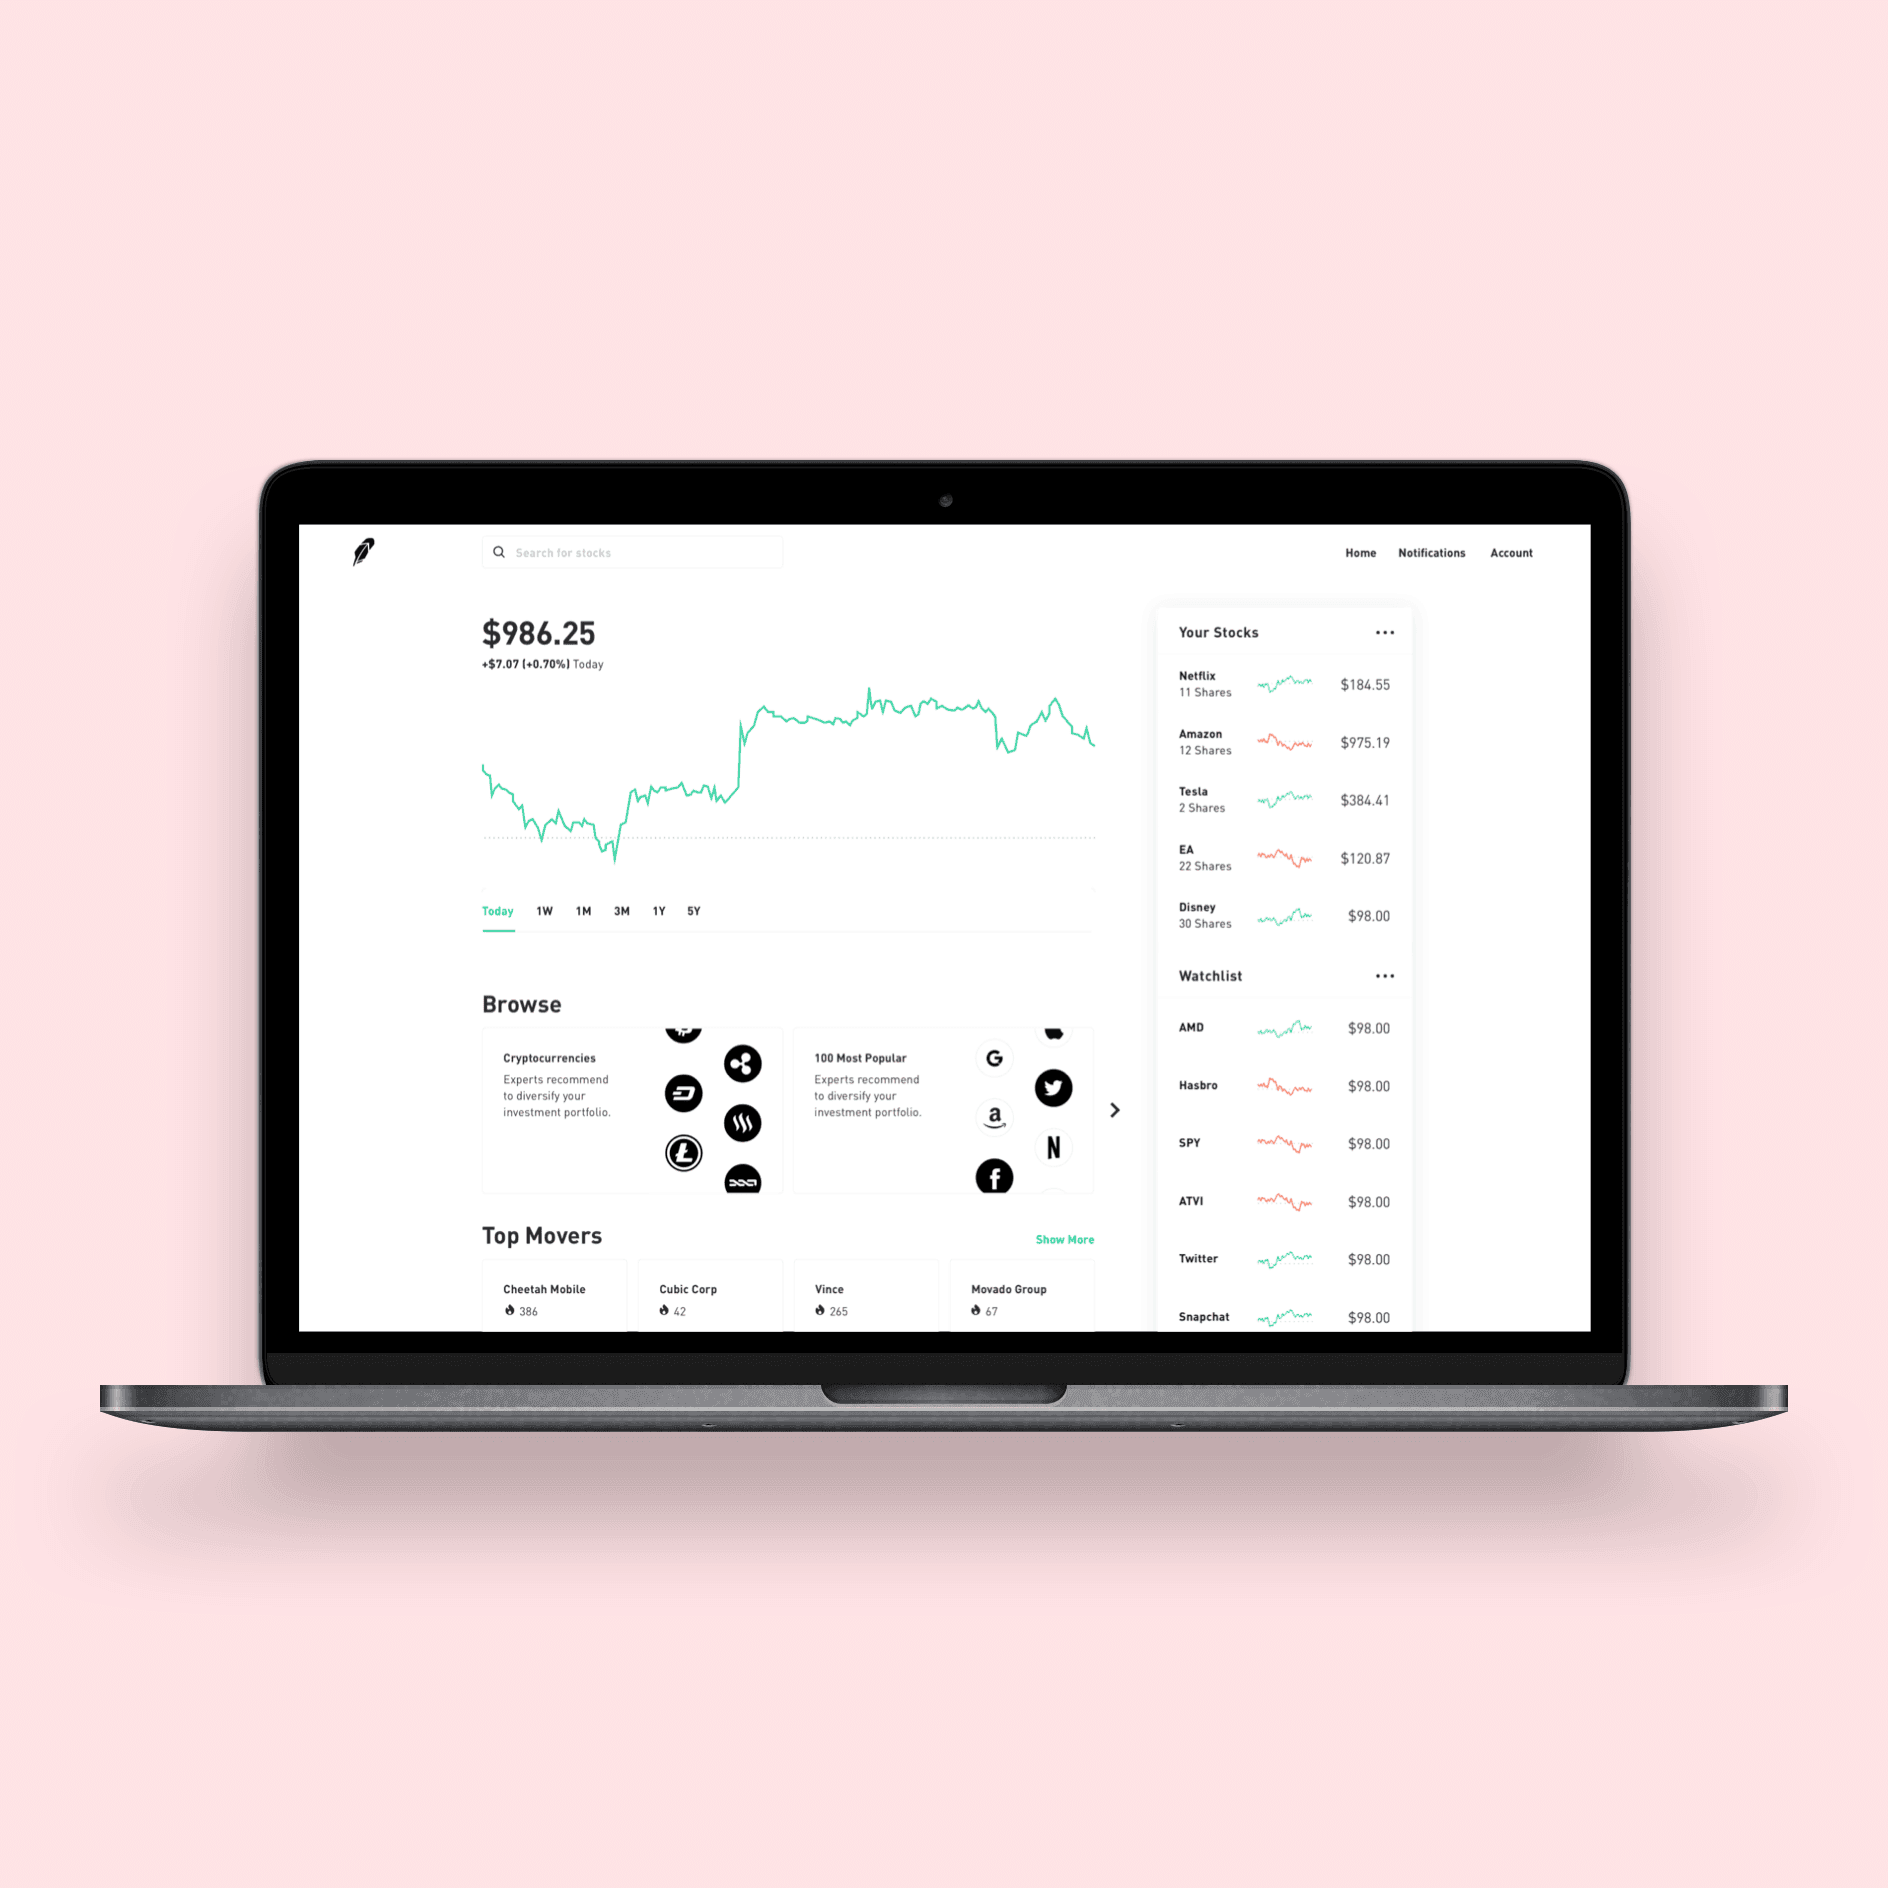 Search for stocks
Home
Notifications
Account
$986.25
+$7.07 (+0.70%) Today
Today
1W
1M
3M
1Y
5Y
Browse
Cryptocurrencies
Experts recommend
to diversify your
investment portfolio.
100 Most Popular
Experts recommend
to diversify your
investment portfolio.
G
a
N
f
Top Movers
Show More
Cheetah Mobile
386
Cubic Corp
42
Vince
265
Movado Group
67
Your Stocks
Netflix
11 Shares
$184.55
Amazon
12 Shares
$975.19
Tesla
2 Shares
$384.41
EA
22 Shares
$120.87
Disney
30 Shares
$98.00
Watchlist
AMD
$98.00
Hasbro
$98.00
SPY
$98.00
ATVI
$98.00
Twitter
$98.00
Snapchat
$98.00